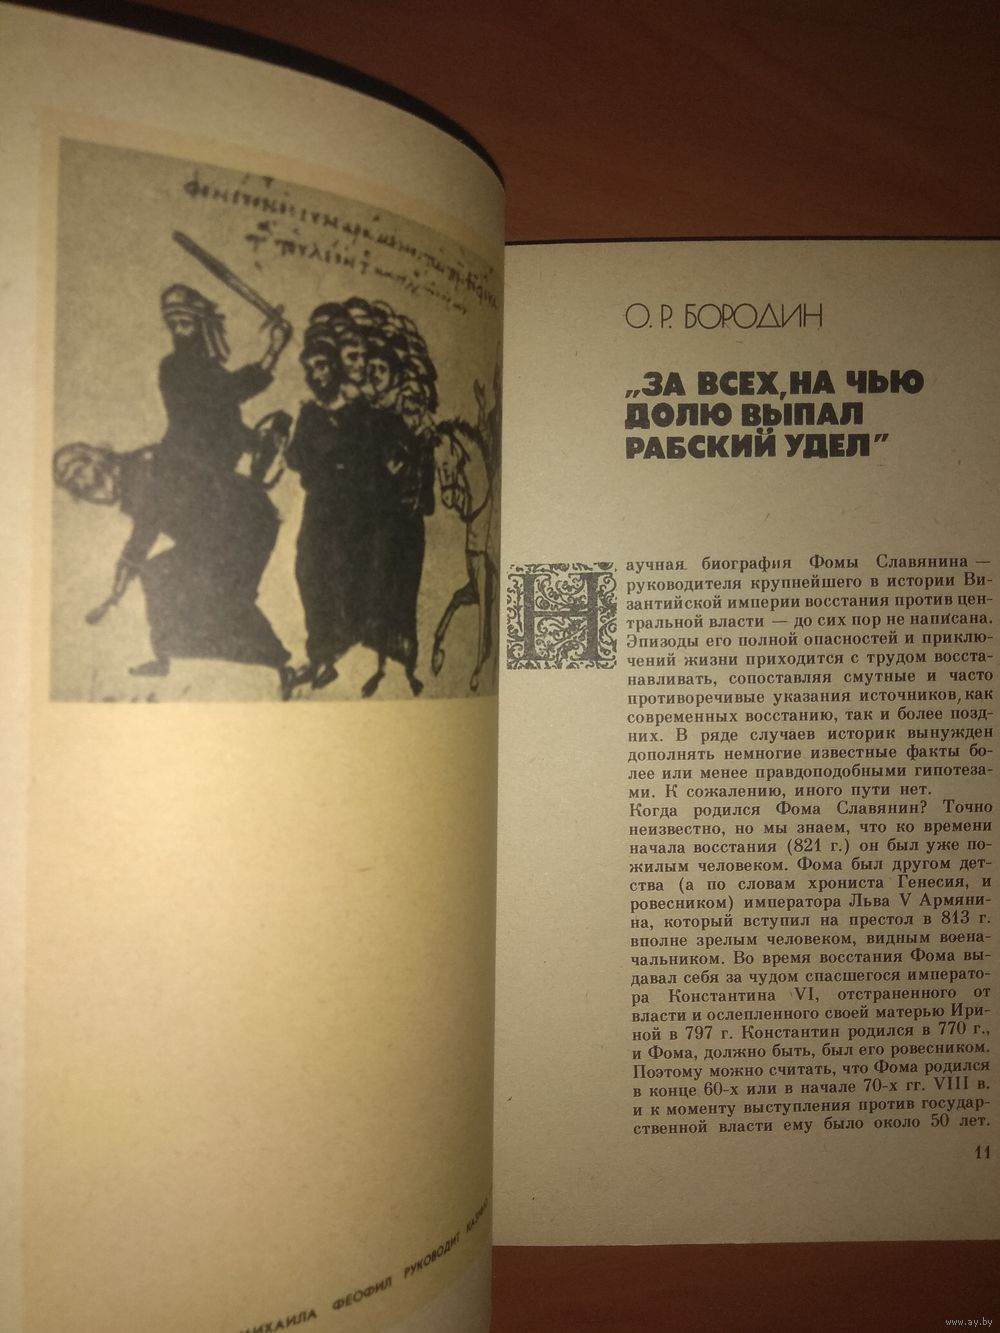 МИХАИЛА ФЕОФИЛ РУКОВОДИТ
О. Р. БОРОДИН
„ЗА ВСЕХ, НА ЧЬЮ
ДОЛЮ ВЫПАЛ
РАБСКИЙ УДЕЛ”
Научная биография Фомы Славянина —
руководителя крупнейшего в истории Ви-
зантийской империи восстания против цен-
тральной власти — до сих пор не написана.
Эпизоды его полной опасностей и приклю-
чений жизни приходится с трудом восста-
навливать, сопоставляя смутные и часто
противоречивые указания источников, как
современных восстанию, так и более позд-
них. В ряде случаев историк вынужден
дополнять немногие известные факты бо-
лее или менее правдоподобными гипотеза-
ми. К сожалению, иного пути нет.
Когда родился Фома Славянин? Точно
неизвестно, но мы знаем, что ко времени
начала восстания (821 г.) он был уже по-
жилым человеком. Фома был другом дет-
ства (а по словам хрониста Генесия, и
ровесником) императора Льва V Армяни-
на, который вступил на престол в 813 г.
вполне зрелым человеком, видным воена-
чальником. Во время восстания Фома вы-
давал себя за чудом спасшегося императо-
ра Константина VI, отстраненного от
власти и ослепленного своей матерью Ири-
ной в 797 г. Константин родился в 770 г.,
и Фома, должно быть, был его ровесником.
Поэтому можно считать, что Фома родился
в конце 60-х или в начале 70-х гг. VIII в.
и к моменту выступления против государ-
ственной власти ему было около 50 лет.
11
www.ay.by